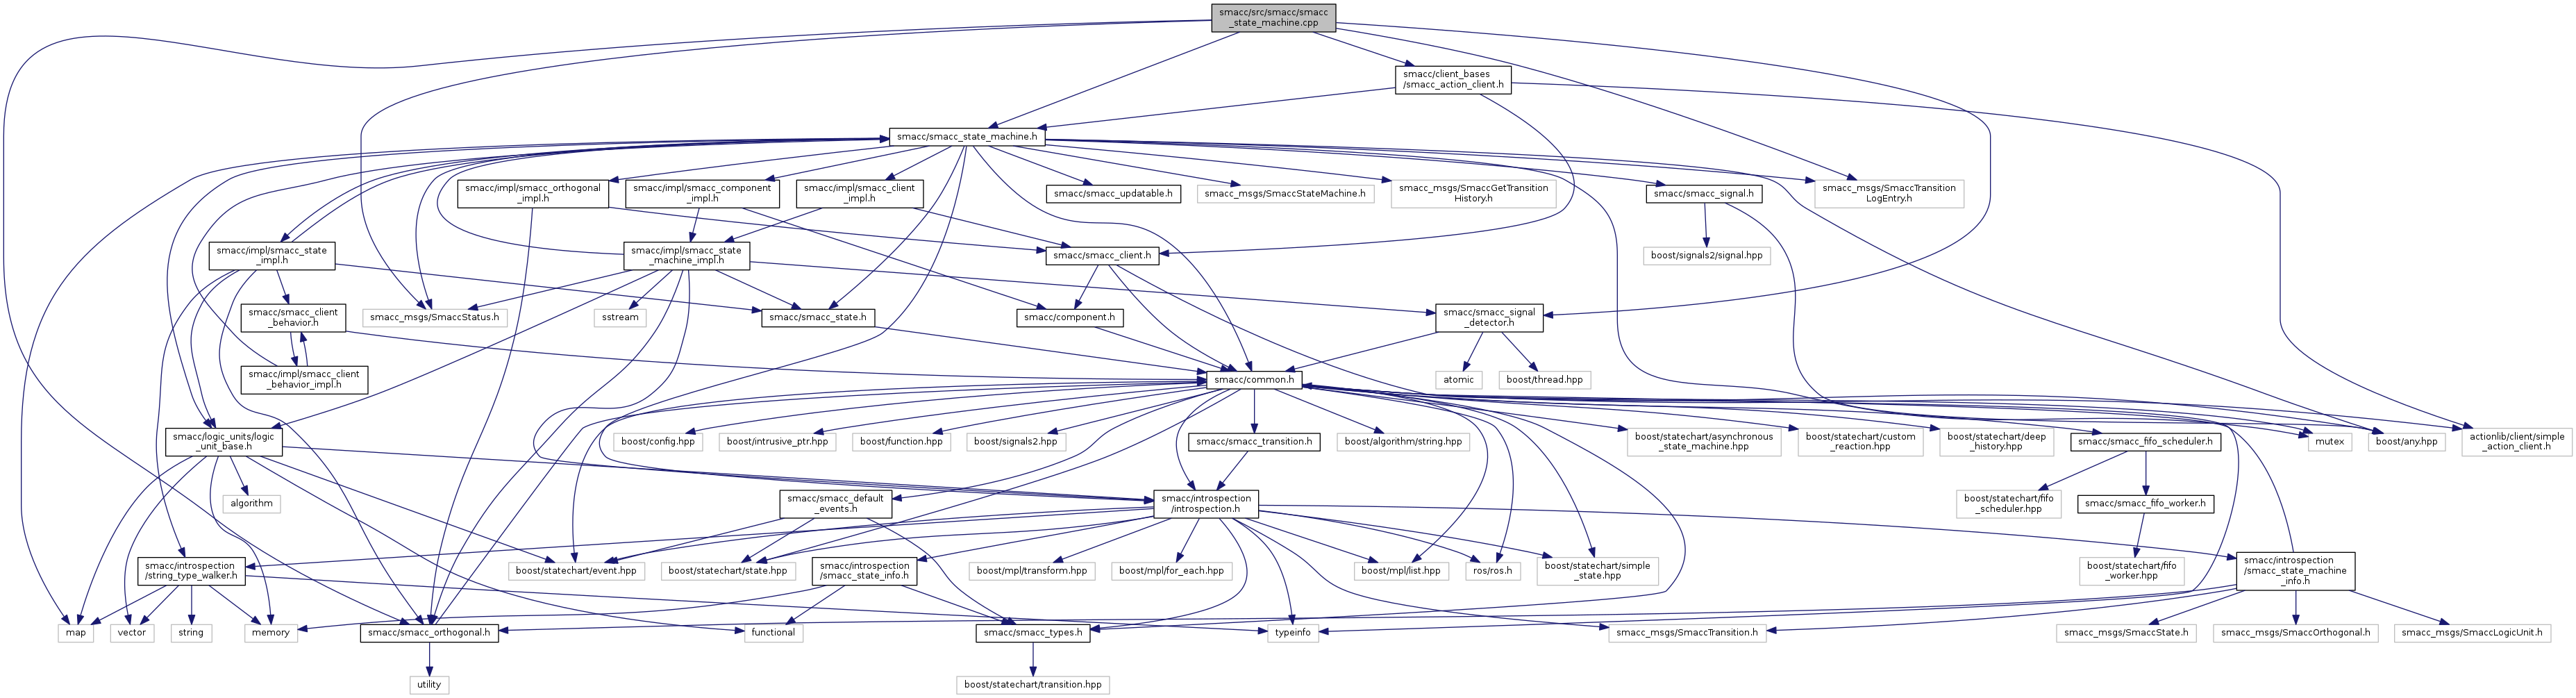 smacc/src/smacc/smacc
_state_machine.cpp
smacc/client_bases
/smacc_action_client.h
smacc/smacc_state_machine.h
smacc/impl/smacc_orthogonal
_impl.h
smacc/impl/smacc_component
_impl.h
smacc/impl/smacc_client
_impl.h
smacc/smacc_updatable.h
smacc_msgs/SmaccStateMachine.h
smacc_msgs/SmaccGetTransition
History.h
smacc/smacc_signal.h
smacc_msgs/SmaccTransition
LogEntry.h
smacc/impl/smacc_state
_impl.h
smacc/impl/smacc_state
_machine_impl.h
smacc/smacc_client.h
boost/signals2/signal.hpp
smacc/smacc_client
_behavior.h
smacc_msgs/SmaccStatus.h
sstream
smacc/smacc_state.h
smacc/component.h
smacc/smacc_signal
_detector.h
smacc/impl/smacc_client
_behavior_impl.h
smacc/common.h
atomic
boost/thread.hpp
smacc/logic_units/logic
_unit_base.h
boost/config.hpp
boost/intrusive_ptr.hpp
boost/function.hpp
boost/signals2.hpp
smacc/smacc_transition.h
boost/algorithm/string.hpp
boost/statechart/asynchronous
_state_machine.hpp
boost/statechart/custom
_reaction.hpp
boost/statechart/deep
_history.hpp
smacc/smacc_fifo_scheduler.h
mutex
boost/any.hpp
actionlib/client/simple
_action_client.h
algorithm
smacc/smacc_default
_events.h
smacc/introspection
/introspection.h
boost/statechart/fifo
_scheduler.hpp
smacc/smacc_fifo_worker.h
smacc/introspection
/string_type_walker.h
boost/statechart/event.hpp
boost/statechart/state.hpp
smacc/introspection
/smacc_state_info.h
boost/mpl/transform.hpp
boost/mpl/for_each.hpp
boost/mpl/list.hpp
ros/ros.h
boost/statechart/simple
_state.hpp
boost/statechart/fifo
_worker.hpp
smacc/introspection
/smacc_state_machine
_info.h
map
vector
string
memory
smacc/smacc_orthogonal.h
functional
smacc/smacc_types.h
typeinfo
smacc_msgs/SmaccTransition.h
smacc_msgs/SmaccState.h
smacc_msgs/SmaccOrthogonal.h
smacc_msgs/SmaccLogicUnit.h
utility
boost/statechart/transition.hpp